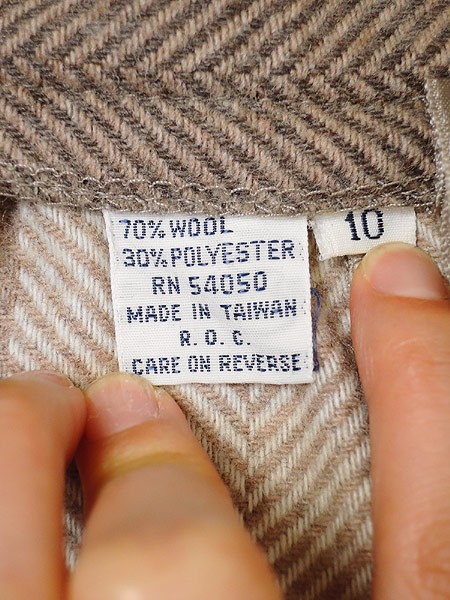 70% WOOL
30% POLYESTER
RN 54050
MADE IN TAIWAN
R.O.C.
CARE ON REVERSE
10